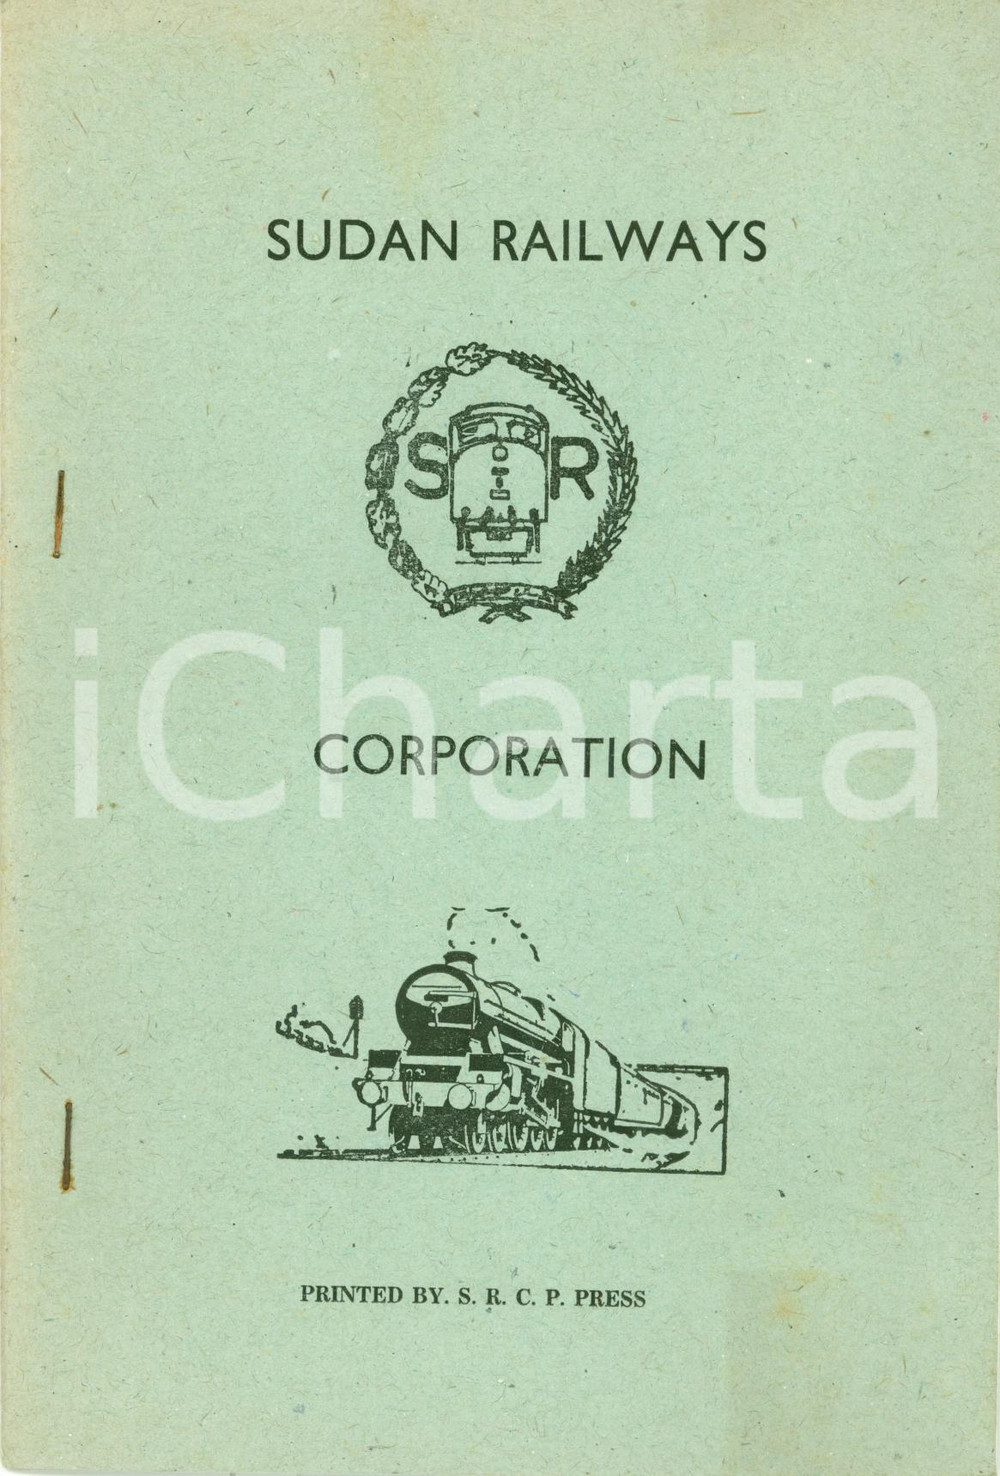 SUDAN RAILWAYS
S R
iCharta
CORPORATION
PRINTED BY. S. R. C. P. PRESS